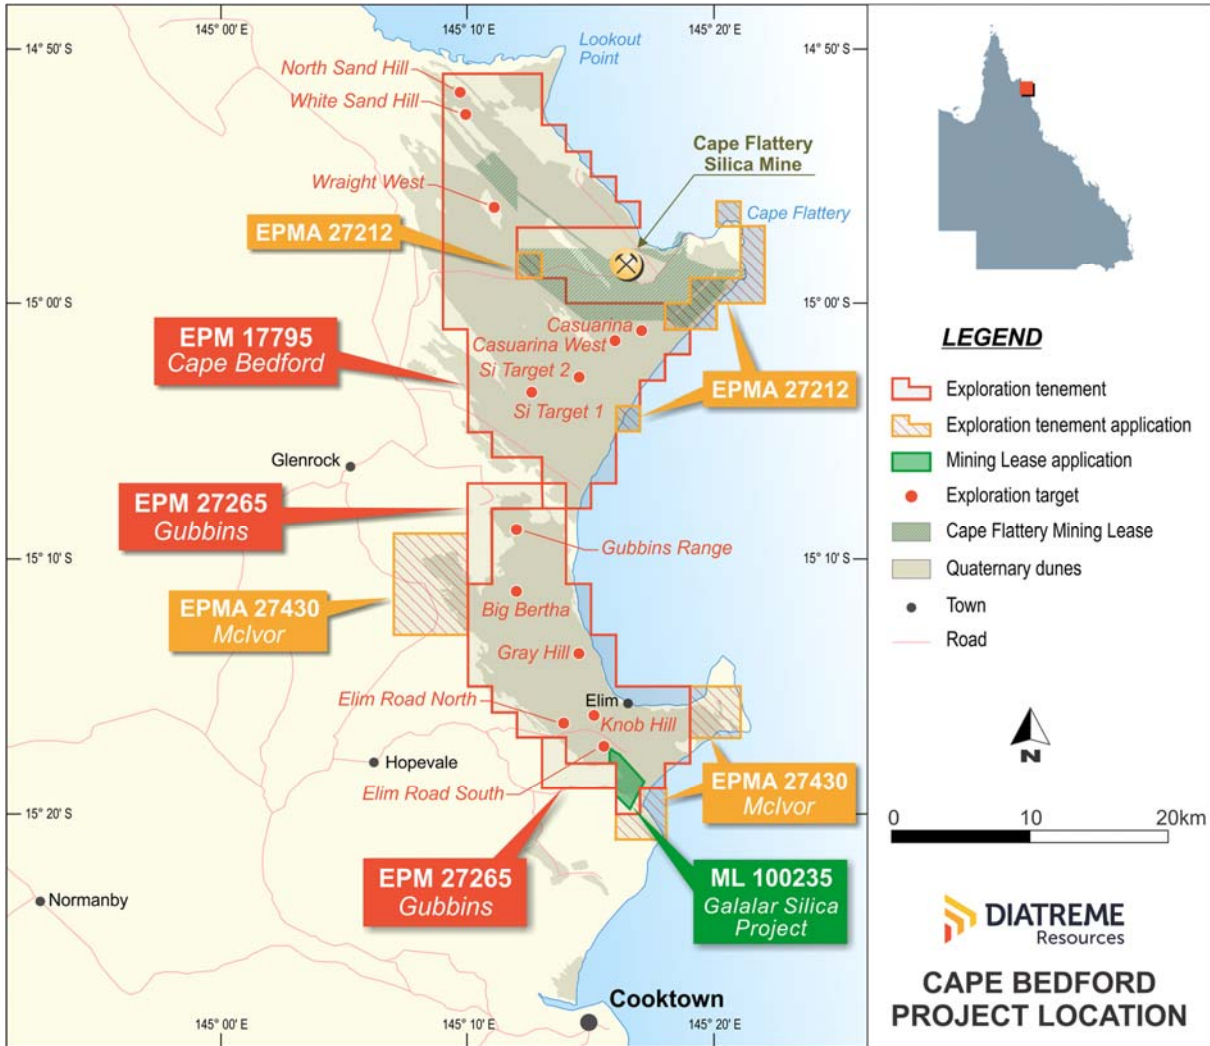 145° 00' E
145° 10' E
145° 20' E
14° 50' S
14° 50' S
Lookout
Point
North Sand Hill
White Sand Hill
Cape Flattery
Silica Mine
Wraight West
Cape Flattery
EPMA 27212
15° 00' S
15° 00' S
EPM 17795
Cape Bedford
Casuarina
Casuarina West
Si Target 2
Si Target 1
EPMA 27212
Glenrock
EPM 27265
Gubbins
Gubbins Range
15° 10' S
15° 10' S
EPMA 27430
McIvor
Big Bertha
Gray Hill
Elim Road North
Elim
Knob Hill
Hopevale
Elim Road South
EPMA 27430
McIvor
15° 20' S
15° 20' S
EPM 27265
Gubbins
ML 100235
Galalar Silica
Project
Normanby
Cooktown
145° 00' E
145° 10' E
145° 20' E
LEGEND
Exploration tenement
Exploration tenement application
Mining Lease application
Exploration target
Cape Flattery Mining Lease
Quaternary dunes
Town
Road
N
0 10 20km
DIATREME
Resources
CAPE BEDFORD
PROJECT LOCATION